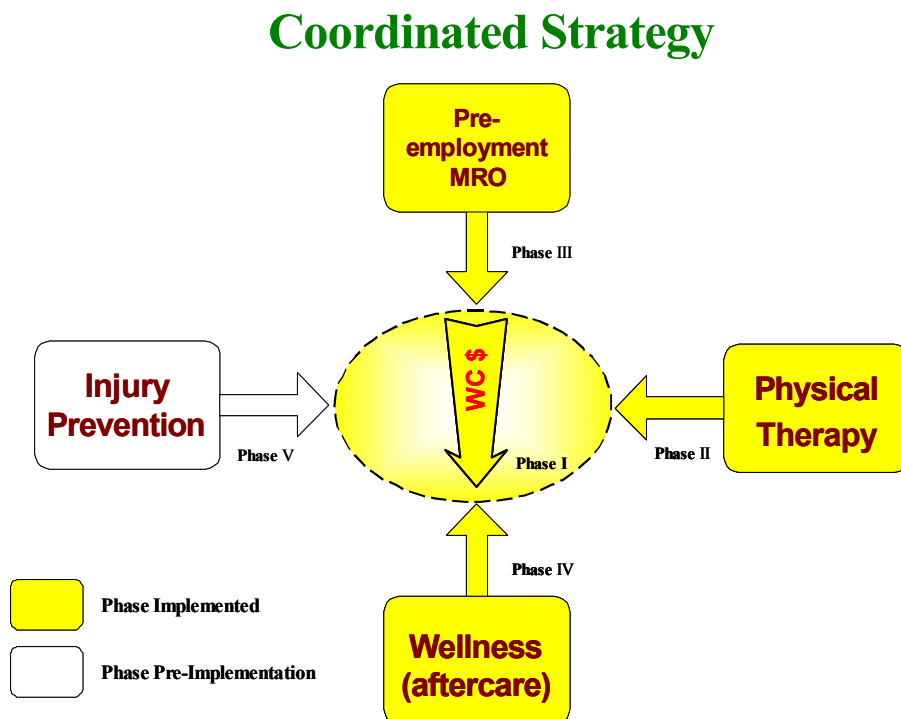 Coordinated Strategy
Pre-
employment
MRO
Phase III
WC $
Phase I
Injury
Prevention
Phase V
Physical
Therapy
Phase II
Phase IV
Wellness
(aftercare)
Phase Implemented
Phase Pre-Implementation